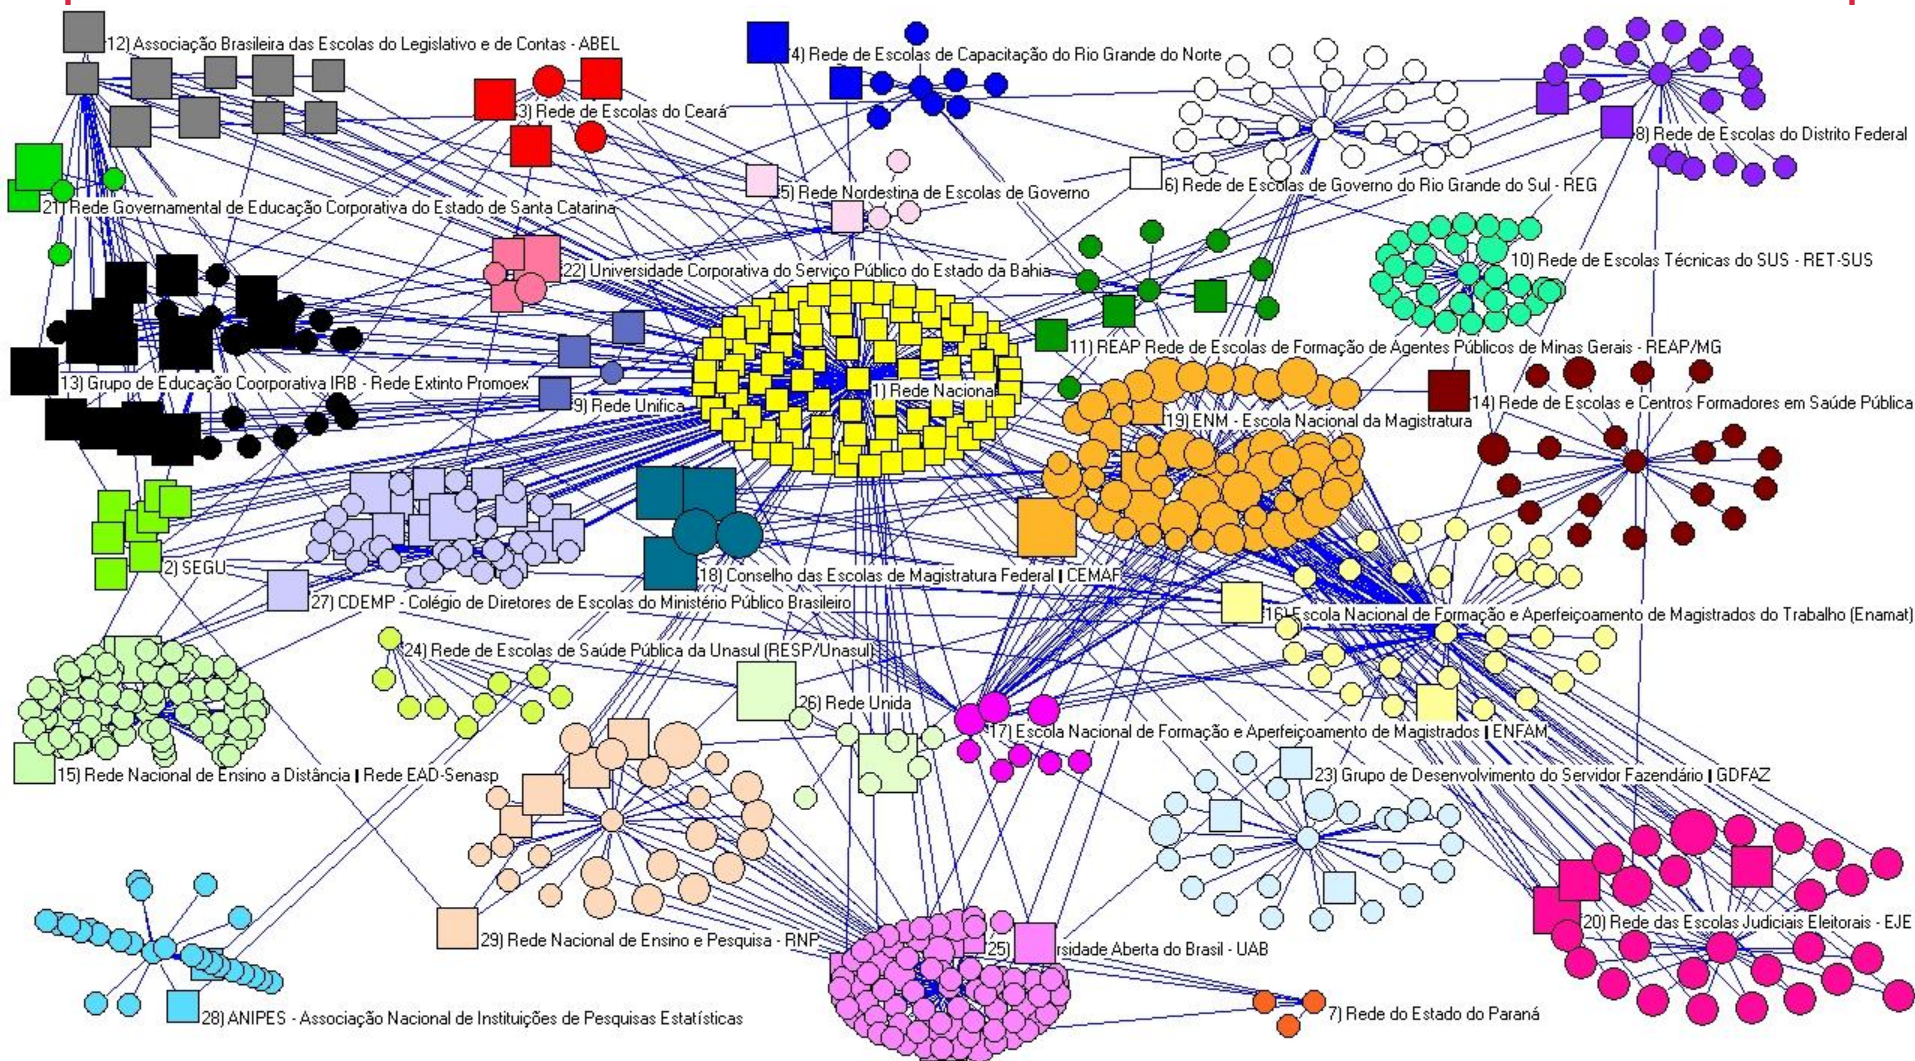 12) Associação Brasileira das Escolas do Legislativo e de Contas - ABEL
4) Rede de Escolas de Capacitação do Rio Grande do Norte
3) Rede de Escolas do Ceará
8) Rede de Escolas do Distrito Federal
5) Rede Nordestina de Escolas de Governo
6) Rede de Escolas de Governo do Rio Grande do Sul - REG
21) Rede Governamental de Educação Corporativa do Estado de Santa Catarina
22) Universidade Corporativa do Serviço Público do Estado da Bahia
10) Rede de Escolas Técnicas do SUS - RET-SUS
11) REAP Rede de Escolas de Formação de Agentes Públicos de Minas Gerais - REAP/MG
13) Grupo de Educação Coorporativa IRB - Rede Extinto Promoex
1) Rede Nacional
9) Rede Unifica
14) Rede de Escolas e Centros Formadores em Saúde Pública
19) ENM - Escola Nacional da Magistratura
2) SEGU
18) Conselho das Escolas de Magistratura Federal | CEMAF
27) CDEMP - Colégio de Diretores de Escolas do Ministério Público Brasileiro
16) Escola Nacional de Formação e Aperfeiçoamento de Magistrados do Trabalho (Enamat)
24) Rede de Escolas de Saúde Pública da Unasul (RESP/Unasul)
26) Rede Unida
17) Escola Nacional de Formação e Aperfeiçoamento de Magistrados | ENFAM
15) Rede Nacional de Ensino a Distância | Rede EAD-Senasp
23) Grupo de Desenvolvimento do Servidor Fazendário | GDFAZ
20) Rede das Escolas Judiciais Eleitorais - EJE
29) Rede Nacional de Ensino e Pesquisa - RNP
25) rsidade Aberta do Brasil - UAB
28) ANIPES - Associação Nacional de Instituições de Pesquisas Estatísticas
7) Rede do Estado do Paraná